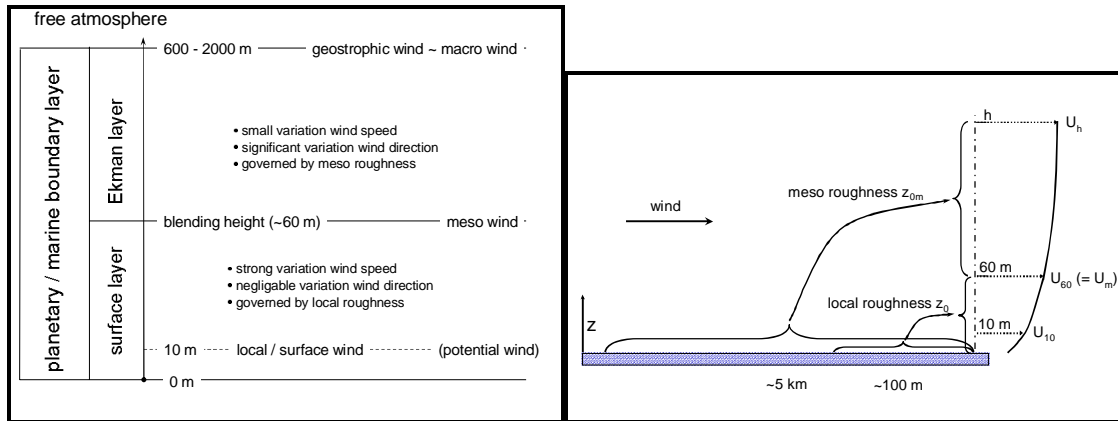 free atmosphere
600 - 2000 m geostrophic wind ~ macro wind
planetary / marine boundary layer
Ekman layer
• small variation wind speed
• significant variation wind direction
• governed by meso roughness
blending height (~60 m) meso wind
surface layer
• strong variation wind speed
• negligable variation wind direction
• governed by local roughness
10 m local / surface wind (potential wind)
0 m
h
U_h
meso roughness z_0m
wind
60 m
U_60 (= U_m)
local roughness z_0
10 m
U_10
z
~5 km ~100 m